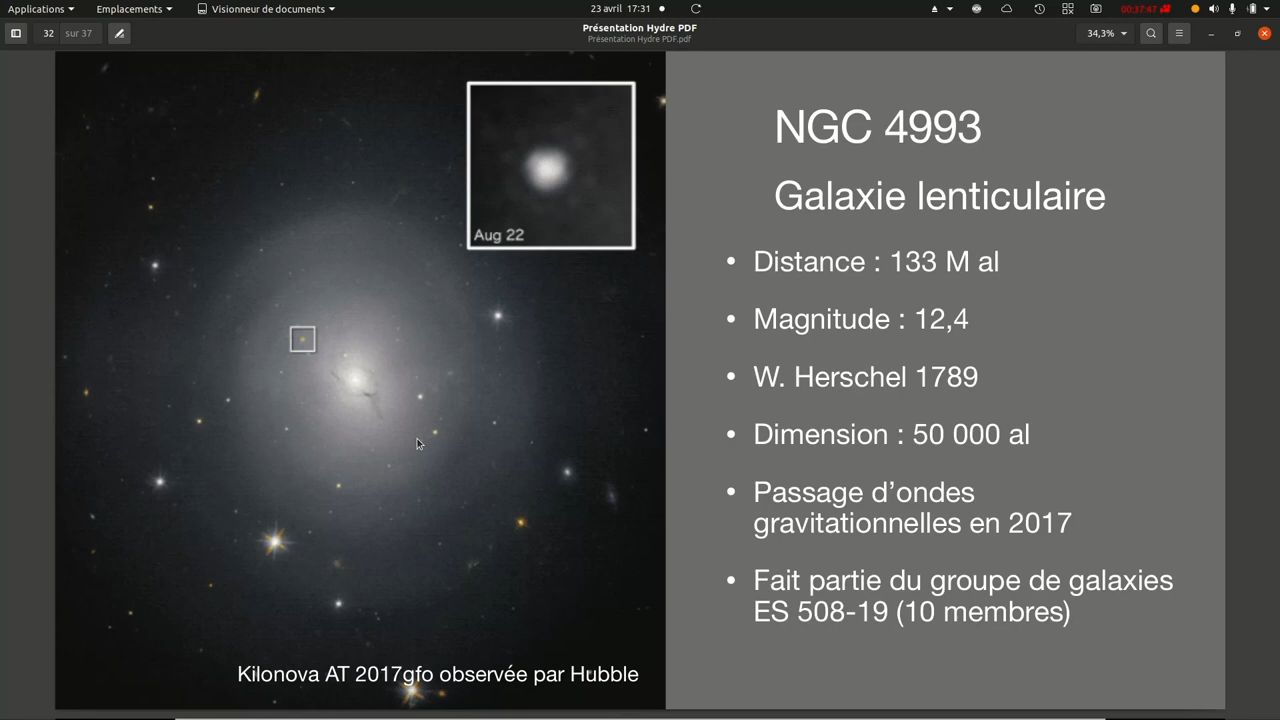 Applications
Emplacements
Visionneur de documents
23 avril 17:31
00:37:47
32
sur 37
Présentation Hydre PDF
Présentation Hydre PDF.pdf
34,3%
Aug 22
Kilonova AT 2017gfo observée par Hubble
NGC 4993
Galaxie lenticulaire
• Distance : 133 M al
• Magnitude : 12,4
• W. Herschel 1789
• Dimension : 50 000 al
• Passage d’ondes
gravitationnelles en 2017
• Fait partie du groupe de galaxies
ES 508-19 (10 membres)